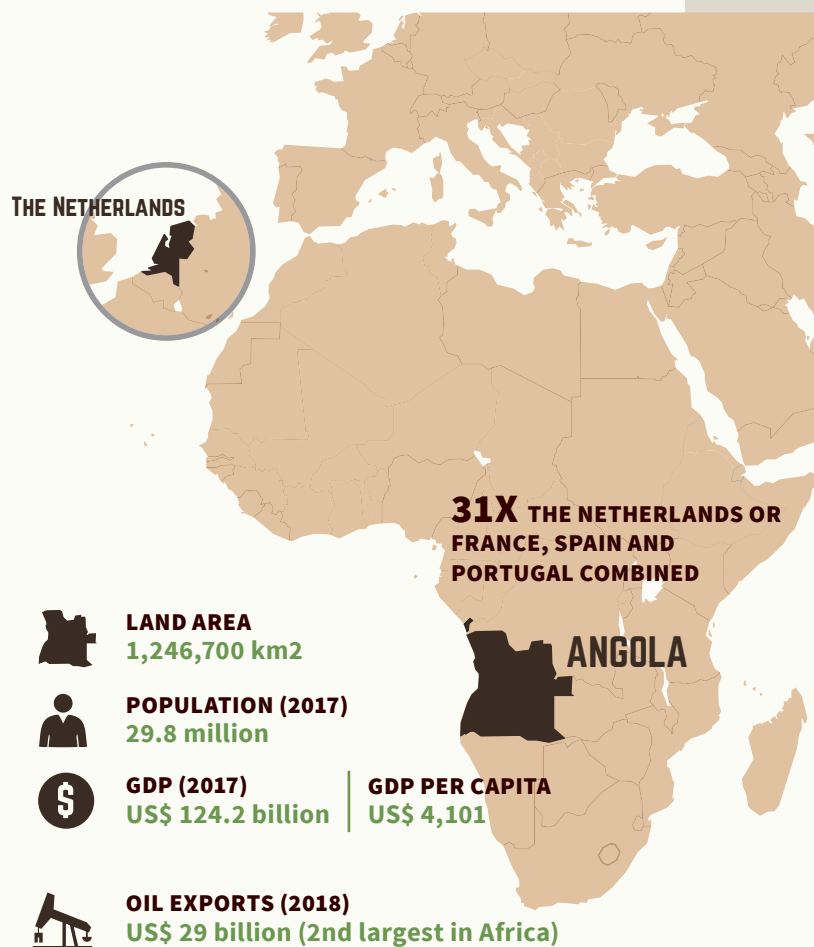 THE NETHERLANDS
31X THE NETHERLANDS OR
FRANCE, SPAIN AND
PORTUGAL COMBINED
ANGOLA
LAND AREA
1,246,700 km2
POPULATION (2017)
29.8 million
GDP (2017)
US$ 124.2 billion
GDP PER CAPITA
US$ 4,101
OIL EXPORTS (2018)
US$ 29 billion (2nd largest in Africa)